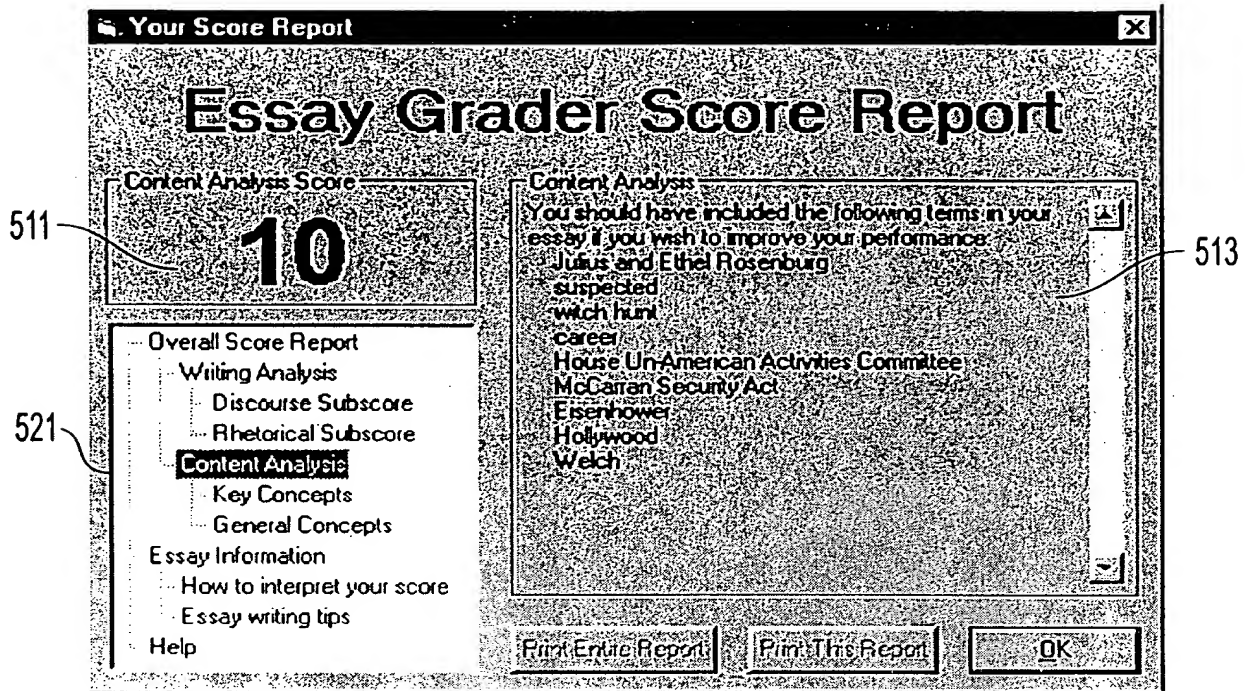 Your Score Report
Essay Grader Score Report
Content Analysis Score
10
511
Overall Score Report
Writing Analysis
Discourse Subscore
Rhetorical Subscore
Content Analysis
Key Concepts
General Concepts
Essay Information
How to interpret your score
Essay writing tips
Help
521
Content Analysis
You should have included the following terms in your
essay if you wish to improve your performance:
Julius and Ethel Rosenburg
suspected
witch hunt
career
House Un-American Activities Committee
McCarran Security Act
Eisenhower
Hollywood
Welch
513
Print Entire Report
Print This Report
OK